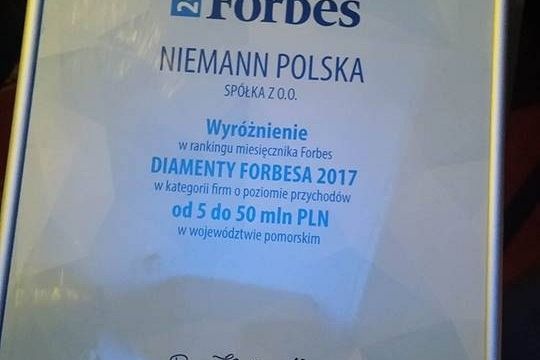 Forbes
NIEMANN POLSKA
SPÓŁKA Z O.O.
Wyróżnienie
w rankingu miesięcznika Forbes
DIAMENTY FORBESA 2017
w kategorii firm o poziomie przychodów
od 5 do 50 mln PLN
w województwie pomorskim